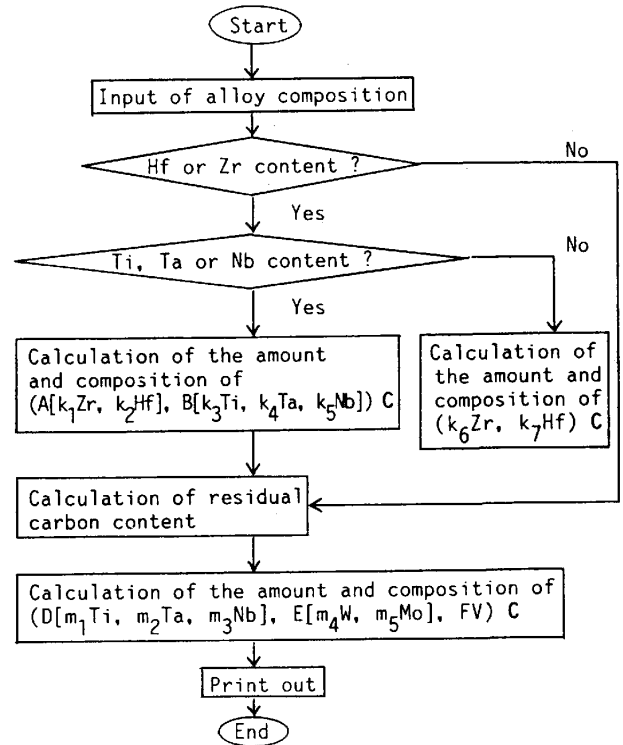 Start
Input of alloy composition
Hf or Zr content ?
No
Yes
Ti, Ta or Nb content ?
No
Yes
Calculation of the amount
and composition of
(A[k₁Zr, k₂Hf], B[k₃Ti, k₄Ta, k₅Nb]) C
Calculation of
the amount and
composition of
(k₆Zr, k₇Hf) C
Calculation of residual
carbon content
Calculation of the amount and composition of
(D[m₁Ti, m₂Ta, m₃Nb], E[m₄W, m₅Mo], FV) C
Print out
End